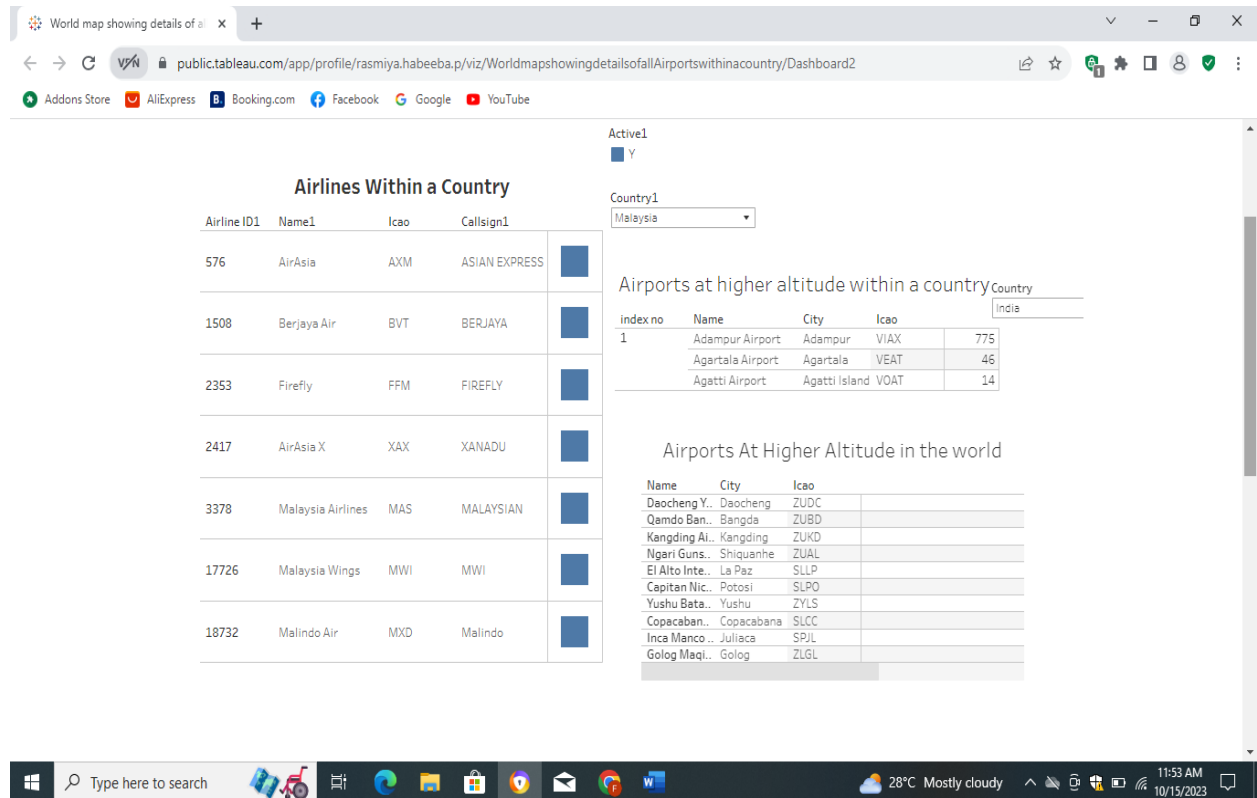 World map showing details of al
VPN public.tableau.com/app/profile/rasmiya.habeeba.p/viz/WorldmapshowingdetailsofallAirportswithinacountry/Dashboard2 1
Addons Store AliExpress B. Booking.com Facebook G Google YouTube
Active1
Y
Airlines Within a Country
Country1
Malaysia
Airline ID1 Name1 Icao Callsign1
576 AirAsia AXM ASIAN EXPRESS
1508 Berjaya Air BVT BERJAYA
2353 Firefly FFM FIREFLY
2417 AirAsia X XAX XANADU
3378 Malaysia Airlines MAS MALAYSIAN
17726 Malaysia Wings MWI MWI
18732 Malindo Air MXD Malindo
Airports at higher altitude within a country
Country
India
index no Name City Icao
1 Adampur Airport Adampur VIAX 775
Agartala Airport Agartala VEAT 46
Agatti Airport Agatti Island VOAT 14
Airports At Higher Altitude in the world
Name City Icao
Daocheng Y.. Daocheng ZUDC
Qamdo Ban.. Bangda ZUBD
Kangding Ai.. Kangding ZUKD
Ngari Guns.. Shiquanhe ZUAL
El Alto Inte.. La Paz SLLP
Capitan Nic.. Potosi SLPO
Yushu Bata.. Yushu ZYLS
Copacaban.. Copacabana SLCC
Inca Manco .. Juliaca SPJL
Golog Maqi.. Golog ZLGL
Type here to search
W
28°C Mostly cloudy
11:53 AM
10/15/2023